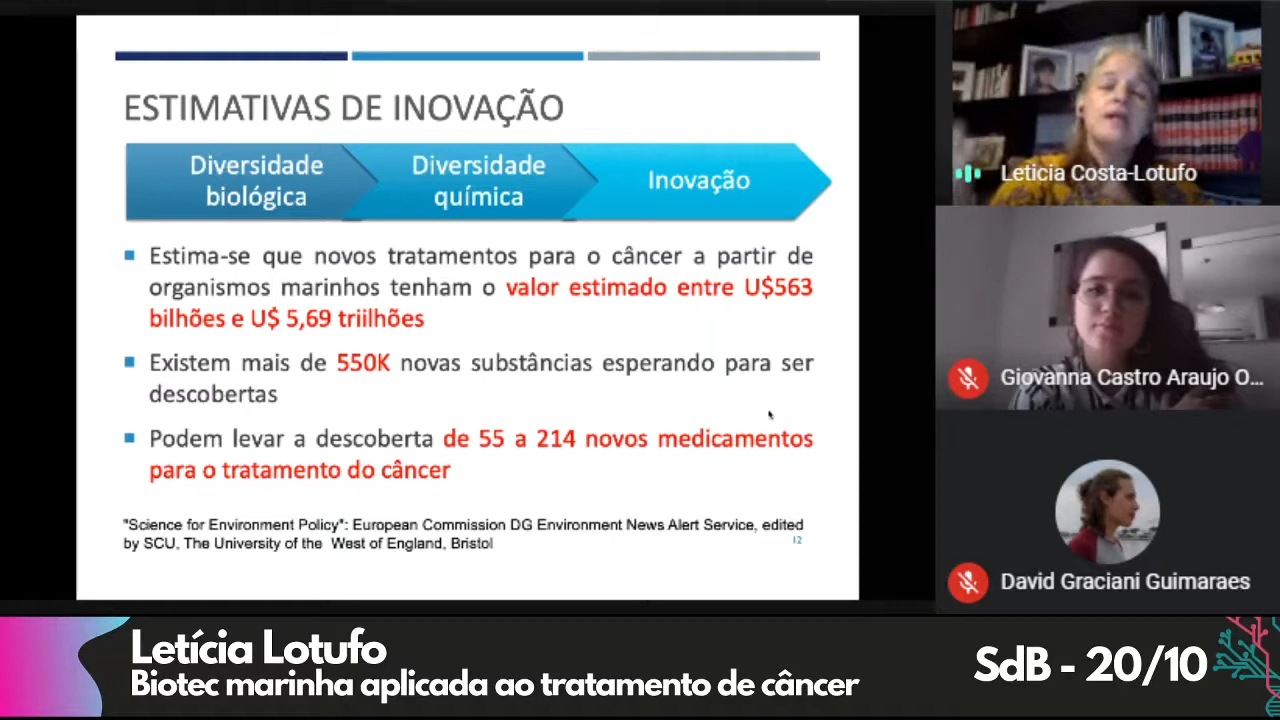 ESTIMATIVAS DE INOVAÇÃO
Diversidade
biológica
Diversidade
química
Inovação
Estima-se que novos tratamentos para o câncer a partir de
organismos marinhos tenham o valor estimado entre U$563
bilhões e U$ 5,69 triilhões
Existem mais de 550K novas substâncias esperando para ser
descobertas
Podem levar a descoberta de 55 a 214 novos medicamentos
para o tratamento do câncer
"Science for Environment Policy": European Commission DG Environment News Alert Service, edited
by SCU, The University of the West of England, Bristol
12
Leticia Costa-Lotufo
Giovanna Castro Araujo O...
David Graciani Guimaraes
Letícia Lotufo
Biotec marinha aplicada ao tratamento de câncer
SdB - 20/10